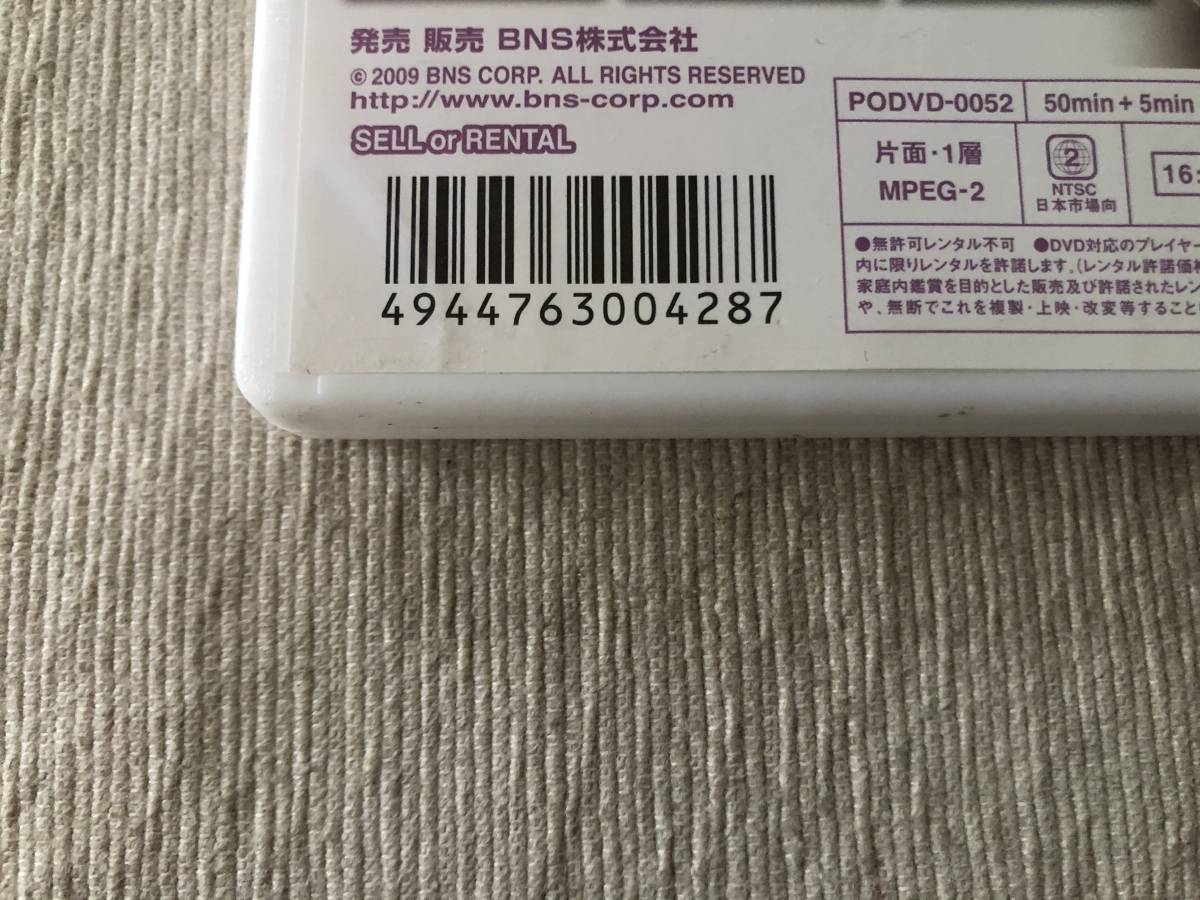 発売 販売 BNS株式会社
© 2009 BNS CORP. ALL RIGHTS RESERVED
http://www.bns-corp.com
SELL or RENTAL
4944763004287
PODVD-0052
50min + 5min
片面・1層
MPEG-2
2
NTSC
日本市場向
16:
●無許可レンタル不可 ●DVD対応のプレイヤー
内に限りレンタルを許諾します。(レンタル許諾価格
家庭内鑑賞を目的とした販売及び許諾されたレン
や、無断でこれを複製・上映・改変等すること